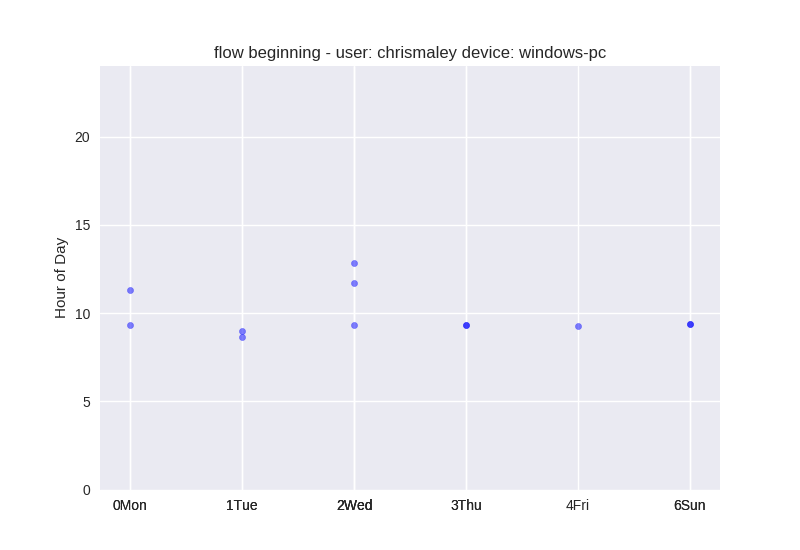 flow beginning - user: chrismaley device: windows-pc
Hour of Day
20
15
10
5
0
0Mon 1Tue 2Wed 3Thu 4Fri 6Sun